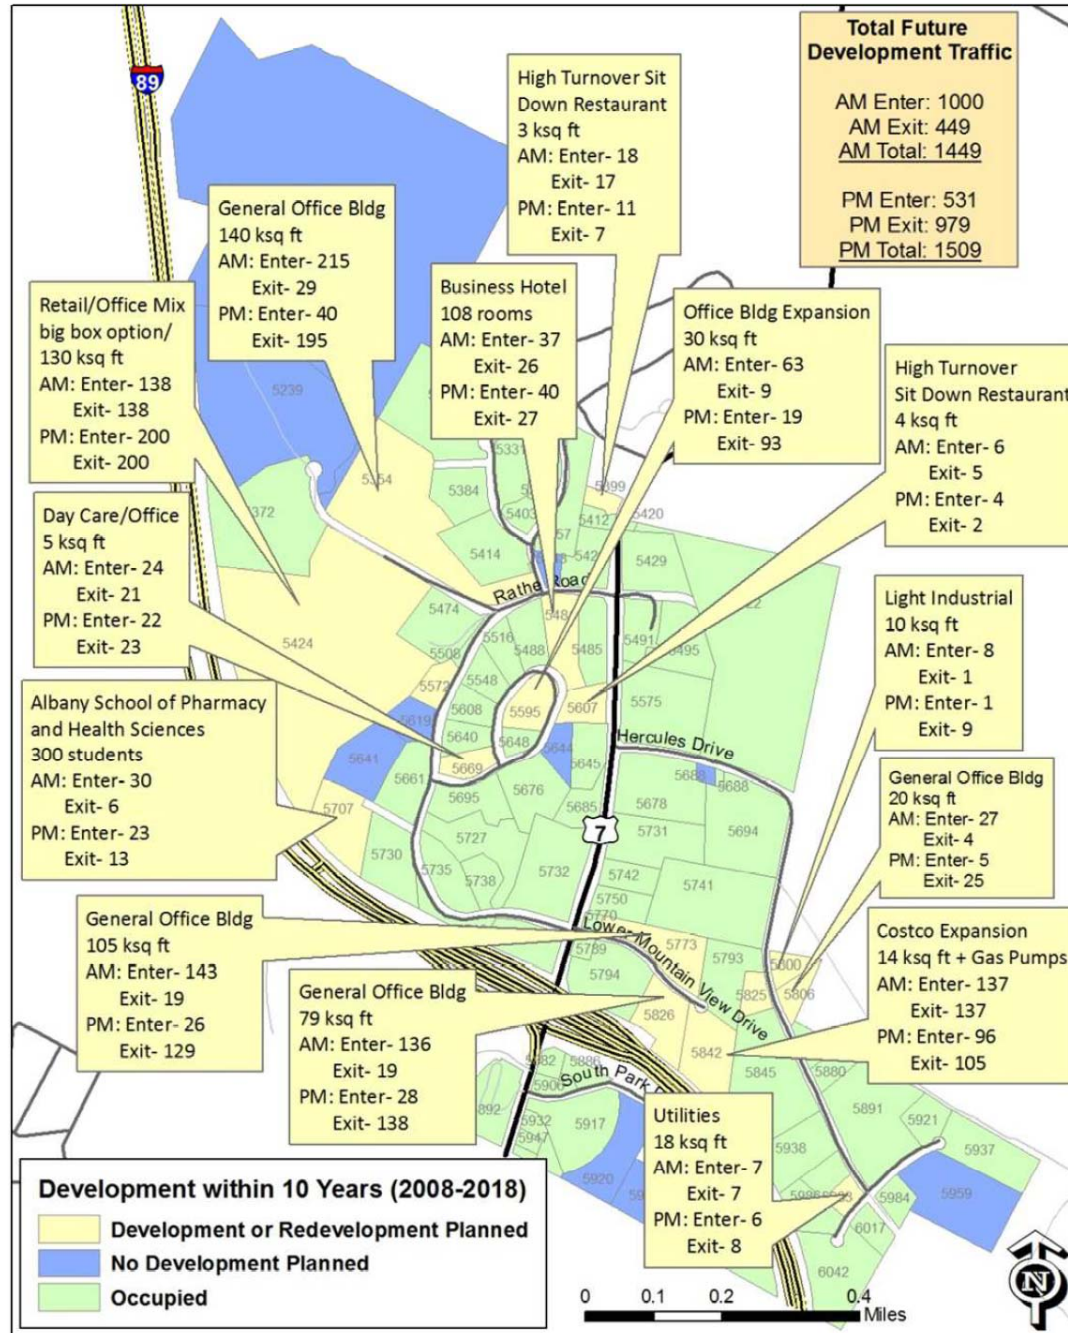 89
Total Future
Development Traffic
AM Enter: 1000
AM Exit: 449
AM Total: 1449
PM Enter: 531
PM Exit: 979
PM Total: 1509
High Turnover Sit
Down Restaurant
3 ksq ft
AM: Enter- 18
Exit- 17
PM: Enter- 11
Exit- 7
General Office Bldg
140 ksq ft
AM: Enter- 215
Exit- 29
PM: Enter- 40
Exit- 195
Business Hotel
108 rooms
AM: Enter- 37
Exit- 26
PM: Enter- 40
Exit- 27
Office Bldg Expansion
30 ksq ft
AM: Enter- 63
Exit- 9
PM: Enter- 19
Exit- 93
Retail/Office Mix
big box option/
130 ksq ft
AM: Enter- 138
Exit- 138
PM: Enter- 200
Exit- 200
High Turnover
Sit Down Restaurant
4 ksq ft
AM: Enter- 6
Exit- 5
PM: Enter- 4
Exit- 2
Day Care/Office
5 ksq ft
AM: Enter- 24
Exit- 21
PM: Enter- 22
Exit- 23
Light Industrial
10 ksq ft
AM: Enter- 8
Exit- 1
PM: Enter- 1
Exit- 9
Albany School of Pharmacy
and Health Sciences
300 students
AM: Enter- 30
Exit- 6
PM: Enter- 23
Exit- 13
General Office Bldg
20 ksq ft
AM: Enter- 27
Exit- 4
PM: Enter- 5
Exit- 25
General Office Bldg
105 ksq ft
AM: Enter- 143
Exit- 19
PM: Enter- 26
Exit- 129
General Office Bldg
79 ksq ft
AM: Enter- 136
Exit- 19
PM: Enter- 28
Exit- 138
Costco Expansion
14 ksq ft + Gas Pumps
AM: Enter- 137
Exit- 137
PM: Enter- 96
Exit- 105
Utilities
18 ksq ft
AM: Enter- 7
Exit- 7
PM: Enter- 6
Exit- 8
5239
5331
5354
5384
5399
5403
5412
5420
372
5414
5429
Rathe Road
5474
5424
5516
5488
5485
5491
5495
5508
5572
5548
5575
5608
5595
5607
5619
5640
5648
5644
Hercules Drive
5641
5669
5645
5661
5688
5688
5695
5676
5685
5678
5707
5727
7
5731
5694
5730
5735
5738
5732
5742
5741
5750
5770
Lower Mountain View Drive
5773
5793
5789
5794
5800
5825
5806
5826
5842
5845
5880
5882
5886
5906
South Park
892
5932
5917
5947
5891
5921
5937
5938
5920
5984
5959
6017
6042
Development within 10 Years (2008-2018)
Development or Redevelopment Planned
No Development Planned
Occupied
0 0.1 0.2 0.4
Miles
N